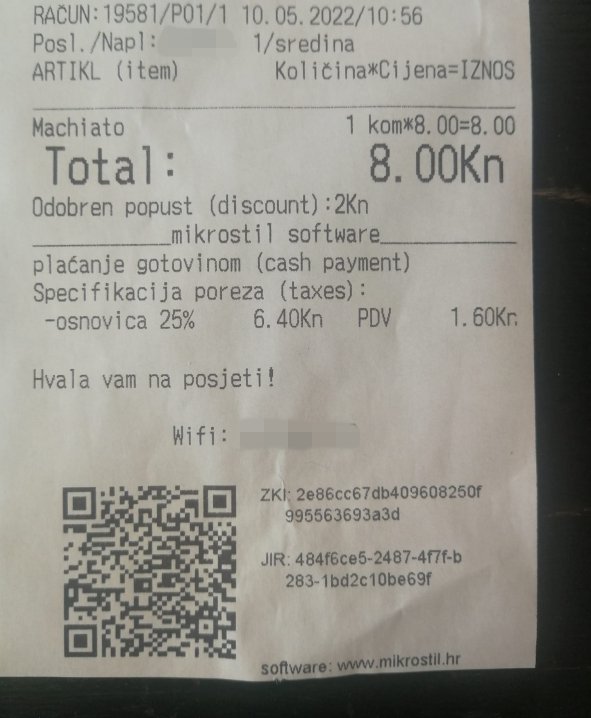 RAČUN:19581/P01/1 10.05.2022/10:56
Posl./Napl: 1/sredina
ARTIKL (item) Količina*Cijena=IZNOS
Machiato 1 kom*8.00=8.00
Total: 8.00Kn
Odobren popust (discount):2Kn
mikrostil software
plaćanje gotovinom (cash payment)
Specifikacija poreza (taxes):
-osnovica 25% 6.40Kn PDV 1.60Kn
Hvala vam na posjeti!
Wifi:
ZKI: 2e86cc67db409608250f
995563693a3d
JIR: 484f6ce5-2487-4f7f-b
283-1bd2c10be69f
software: www.mikrostil.hr